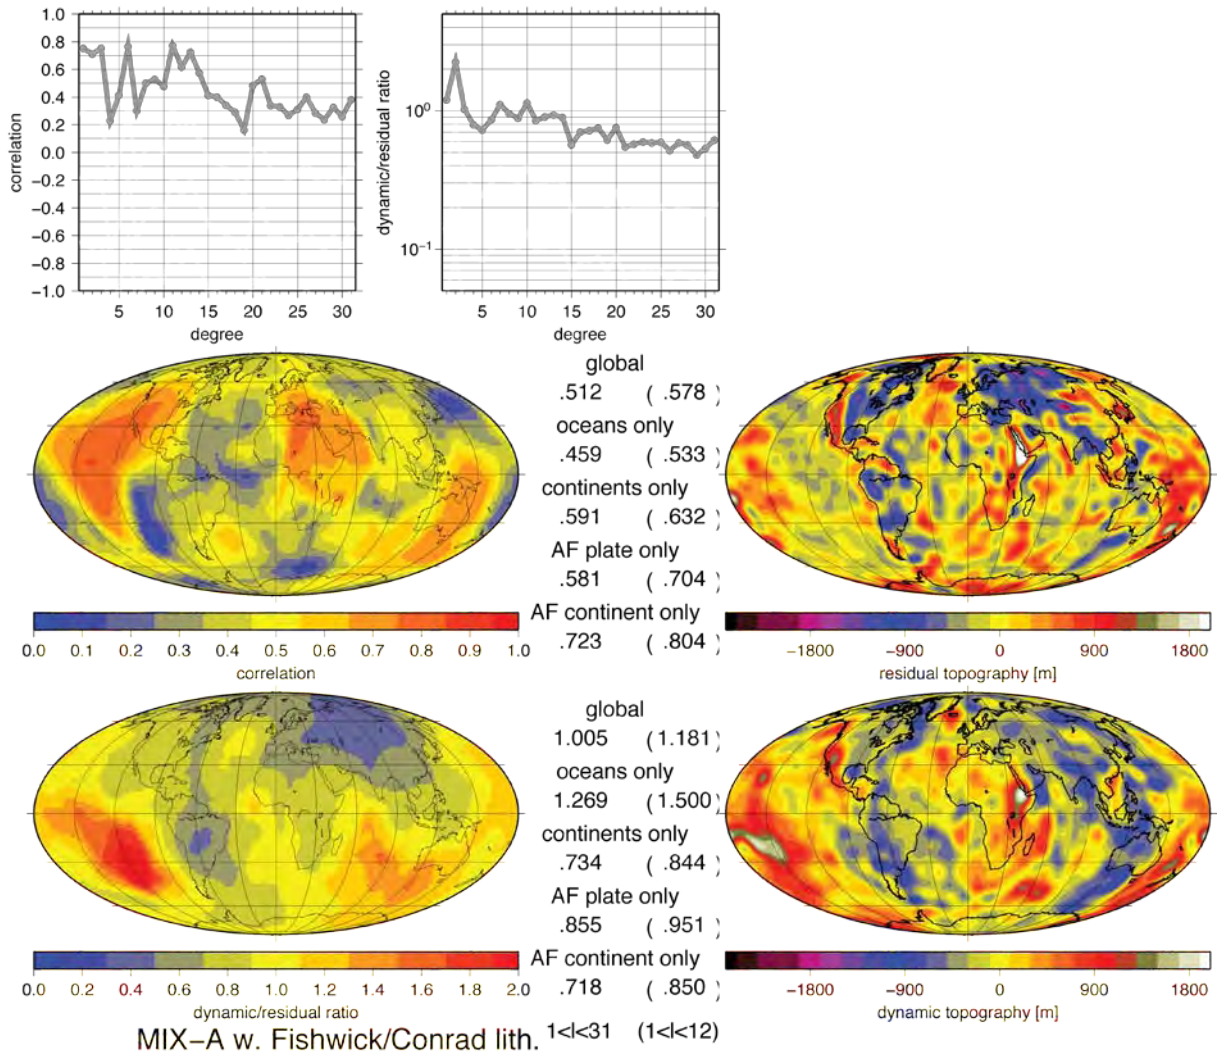 1.0
0.8
0.6
0.4
0.2
0.0
−0.2
−0.4
−0.6
−0.8
−1.0
correlation
5 10 15 20 25 30
degree
10⁰
10⁻¹
dynamic/residual ratio
5 10 15 20 25 30
degree
global
.512 ( .578 )
oceans only
.459 ( .533 )
continents only
.591 ( .632 )
AF plate only
.581 ( .704 )
AF continent only
.723 ( .804 )
0.0 0.1 0.2 0.3 0.4 0.5 0.6 0.7 0.8 0.9 1.0
correlation
−1800 −900 0 900 1800
residual topography [m]
global
1.005 ( 1.181 )
oceans only
1.269 ( 1.500 )
continents only
.734 ( .844 )
AF plate only
.855 ( .951 )
AF continent only
.718 ( .850 )
0.0 0.2 0.4 0.6 0.8 1.0 1.2 1.4 1.6 1.8 2.0
dynamic/residual ratio
−1800 −900 0 900 1800
dynamic topography [m]
MIX−A w. Fishwick/Conrad lith. 1<l<31 (1<l<12)